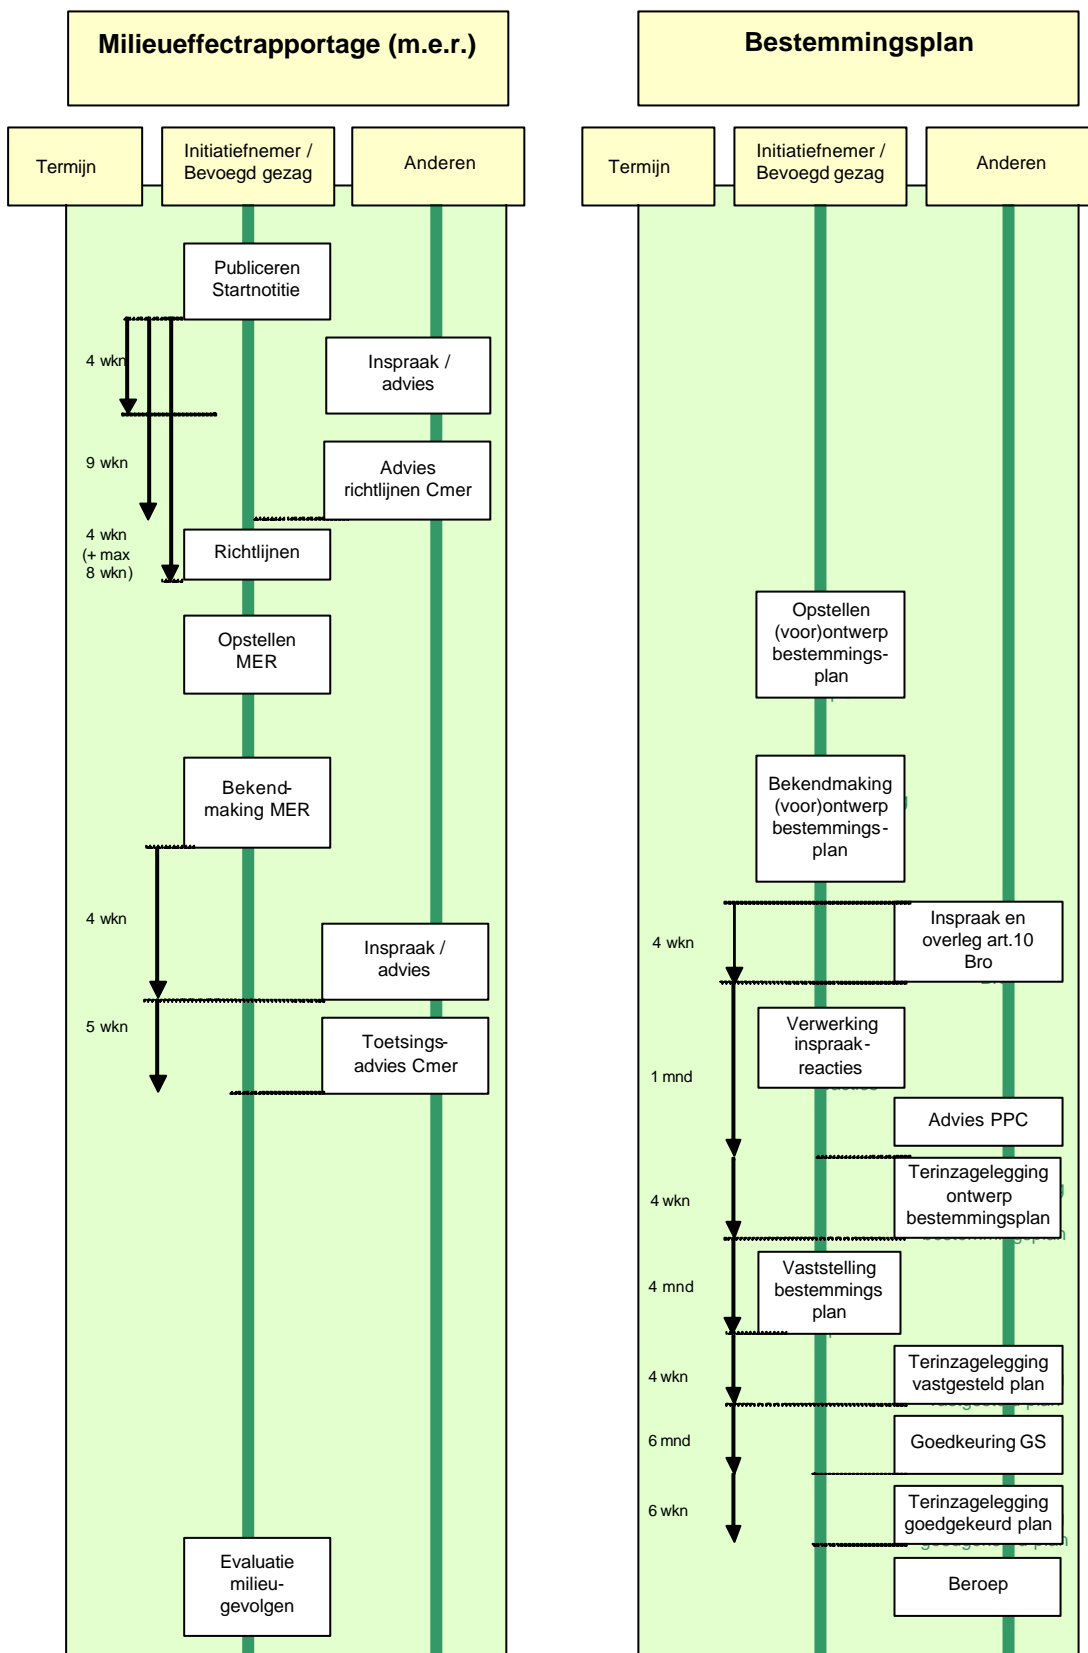 Milieueffectrapportage (m.e.r.)
Termijn
Initiatiefnemer /
Bevoegd gezag
Anderen
Publiceren
Startnotitie
4 wkn
Inspraak /
advies
9 wkn
Advies
richtlijnen Cmer
4 wkn
(+ max
8 wkn)
Richtlijnen
Opstellen
MER
Bekend-
making MER
4 wkn
Inspraak /
advies
5 wkn
Toetsings-
advies Cmer
Evaluatie
milieu-
gevolgen
Bestemmingsplan
Termijn
Initiatiefnemer /
Bevoegd gezag
Anderen
Opstellen
(voor)ontwerp
bestemmings-
plan
Bekendmaking
(voor)ontwerp
bestemmings-
plan
4 wkn
Inspraak en
overleg art.10
Bro
1 mnd
Verwerking
inspraak-
reacties
Advies PPC
4 wkn
Terinzagelegging
ontwerp
bestemmingsplan
4 mnd
Vaststelling
bestemmings
plan
4 wkn
Terinzagelegging
vastgesteld plan
6 mnd
Goedkeuring GS
6 wkn
Terinzagelegging
goedgekeurd plan
Beroep